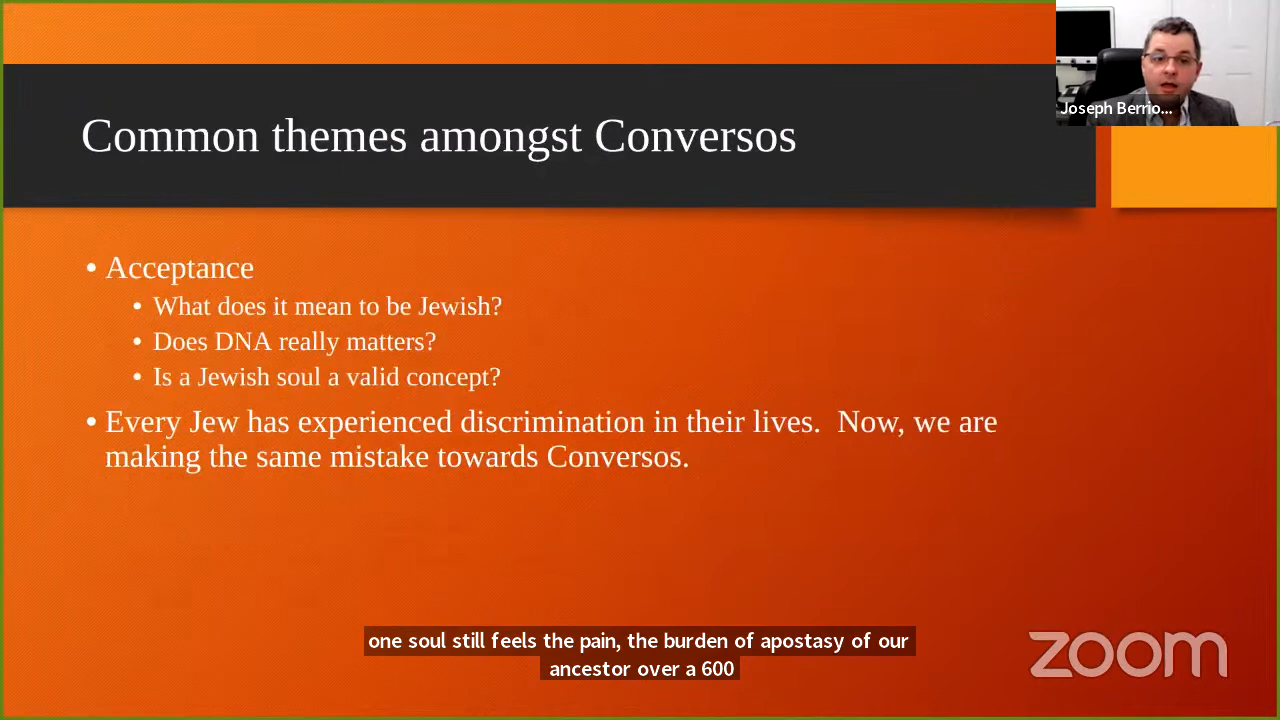 Joseph Berrio...
Common themes amongst Conversos
• Acceptance
• What does it mean to be Jewish?
• Does DNA really matters?
• Is a Jewish soul a valid concept?
• Every Jew has experienced discrimination in their lives.  Now, we are
making the same mistake towards Conversos.
one soul still feels the pain, the burden of apostasy of our
ancestor over a 600
zoom